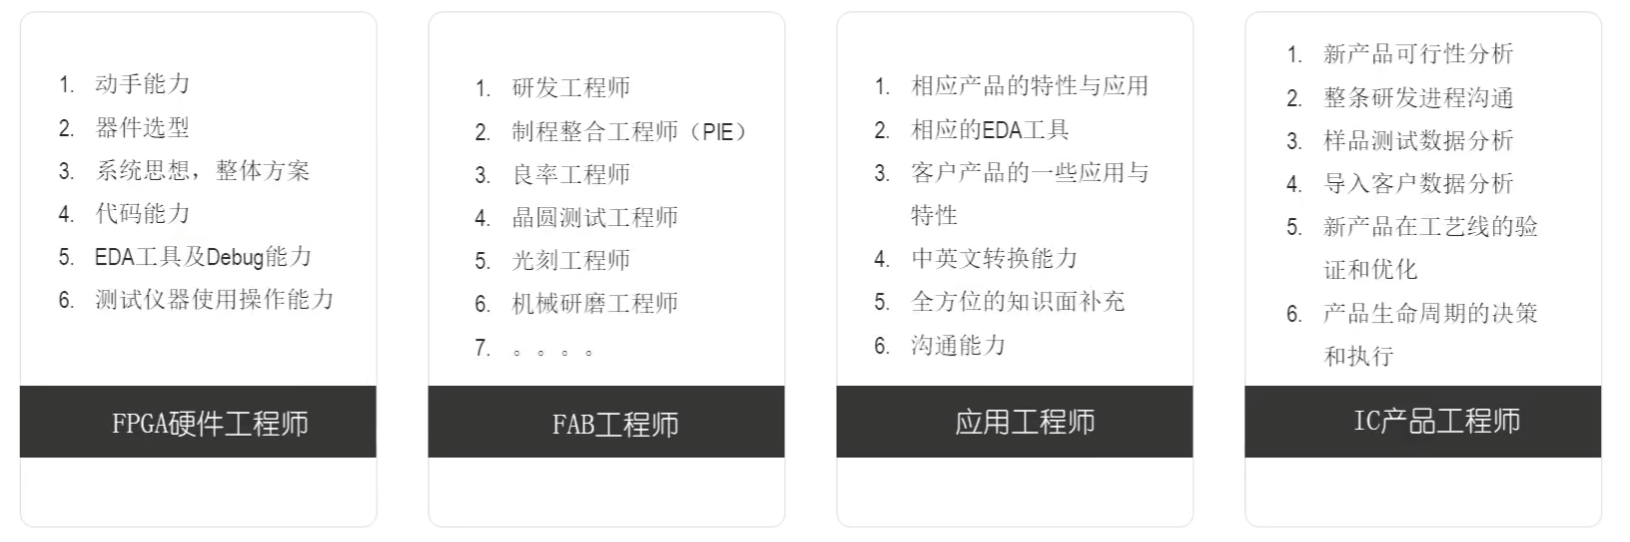 1. 动手能力
2. 器件选型
3. 系统思想，整体方案
4. 代码能力
5. EDA工具及Debug能力
6. 测试仪器使用操作能力
FPGA硬件工程师
1. 研发工程师
2. 制程整合工程师（PIE）
3. 良率工程师
4. 晶圆测试工程师
5. 光刻工程师
6. 机械研磨工程师
7. 。。。。
FAB工程师
1. 相应产品的特性与应用
2. 相应的EDA工具
3. 客户产品的一些应用与
特性
4. 中英文转换能力
5. 全方位的知识面补充
6. 沟通能力
应用工程师
1. 新产品可行性分析
2. 整条研发进程沟通
3. 样品测试数据分析
4. 导入客户数据分析
5. 新产品在工艺线的验
证和优化
6. 产品生命周期的决策
和执行
IC产品工程师